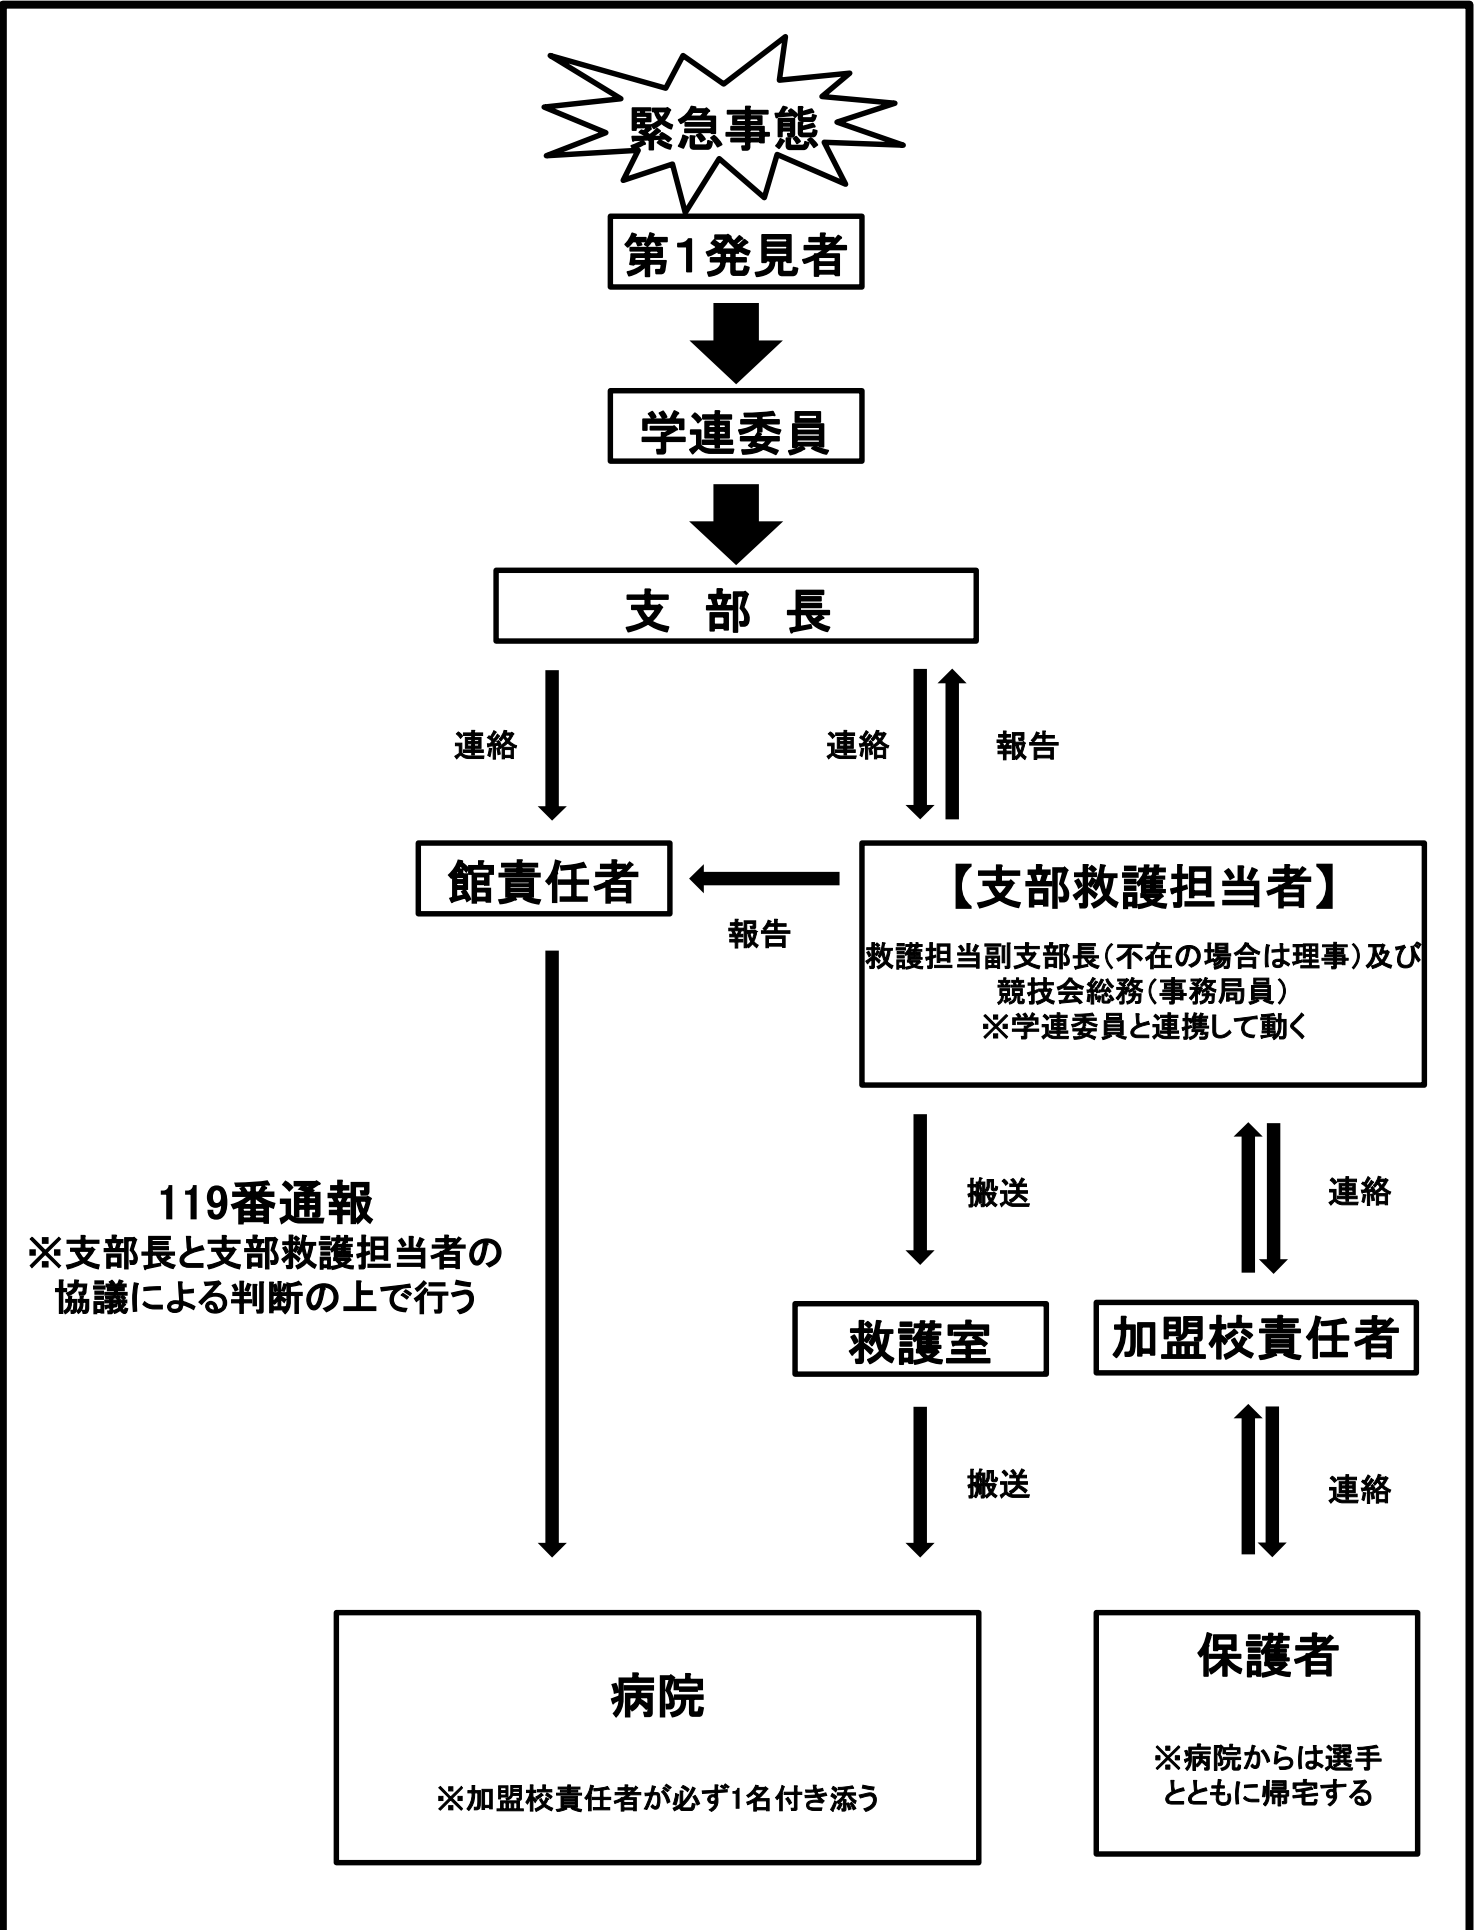 緊急事態
第1発見者
学連委員
支　部　長
連絡
連絡
報告
館責任者
報告
【支部救護担当者】
救護担当副支部長(不在の場合は理事)及び
競技会総務(事務局員)
※学連委員と連携して動く
119番通報
※支部長と支部救護担当者の
協議による判断の上で行う
搬送
連絡
救護室
加盟校責任者
搬送
連絡
病院
※加盟校責任者が必ず1名付き添う
保護者
※病院からは選手
とともに帰宅する